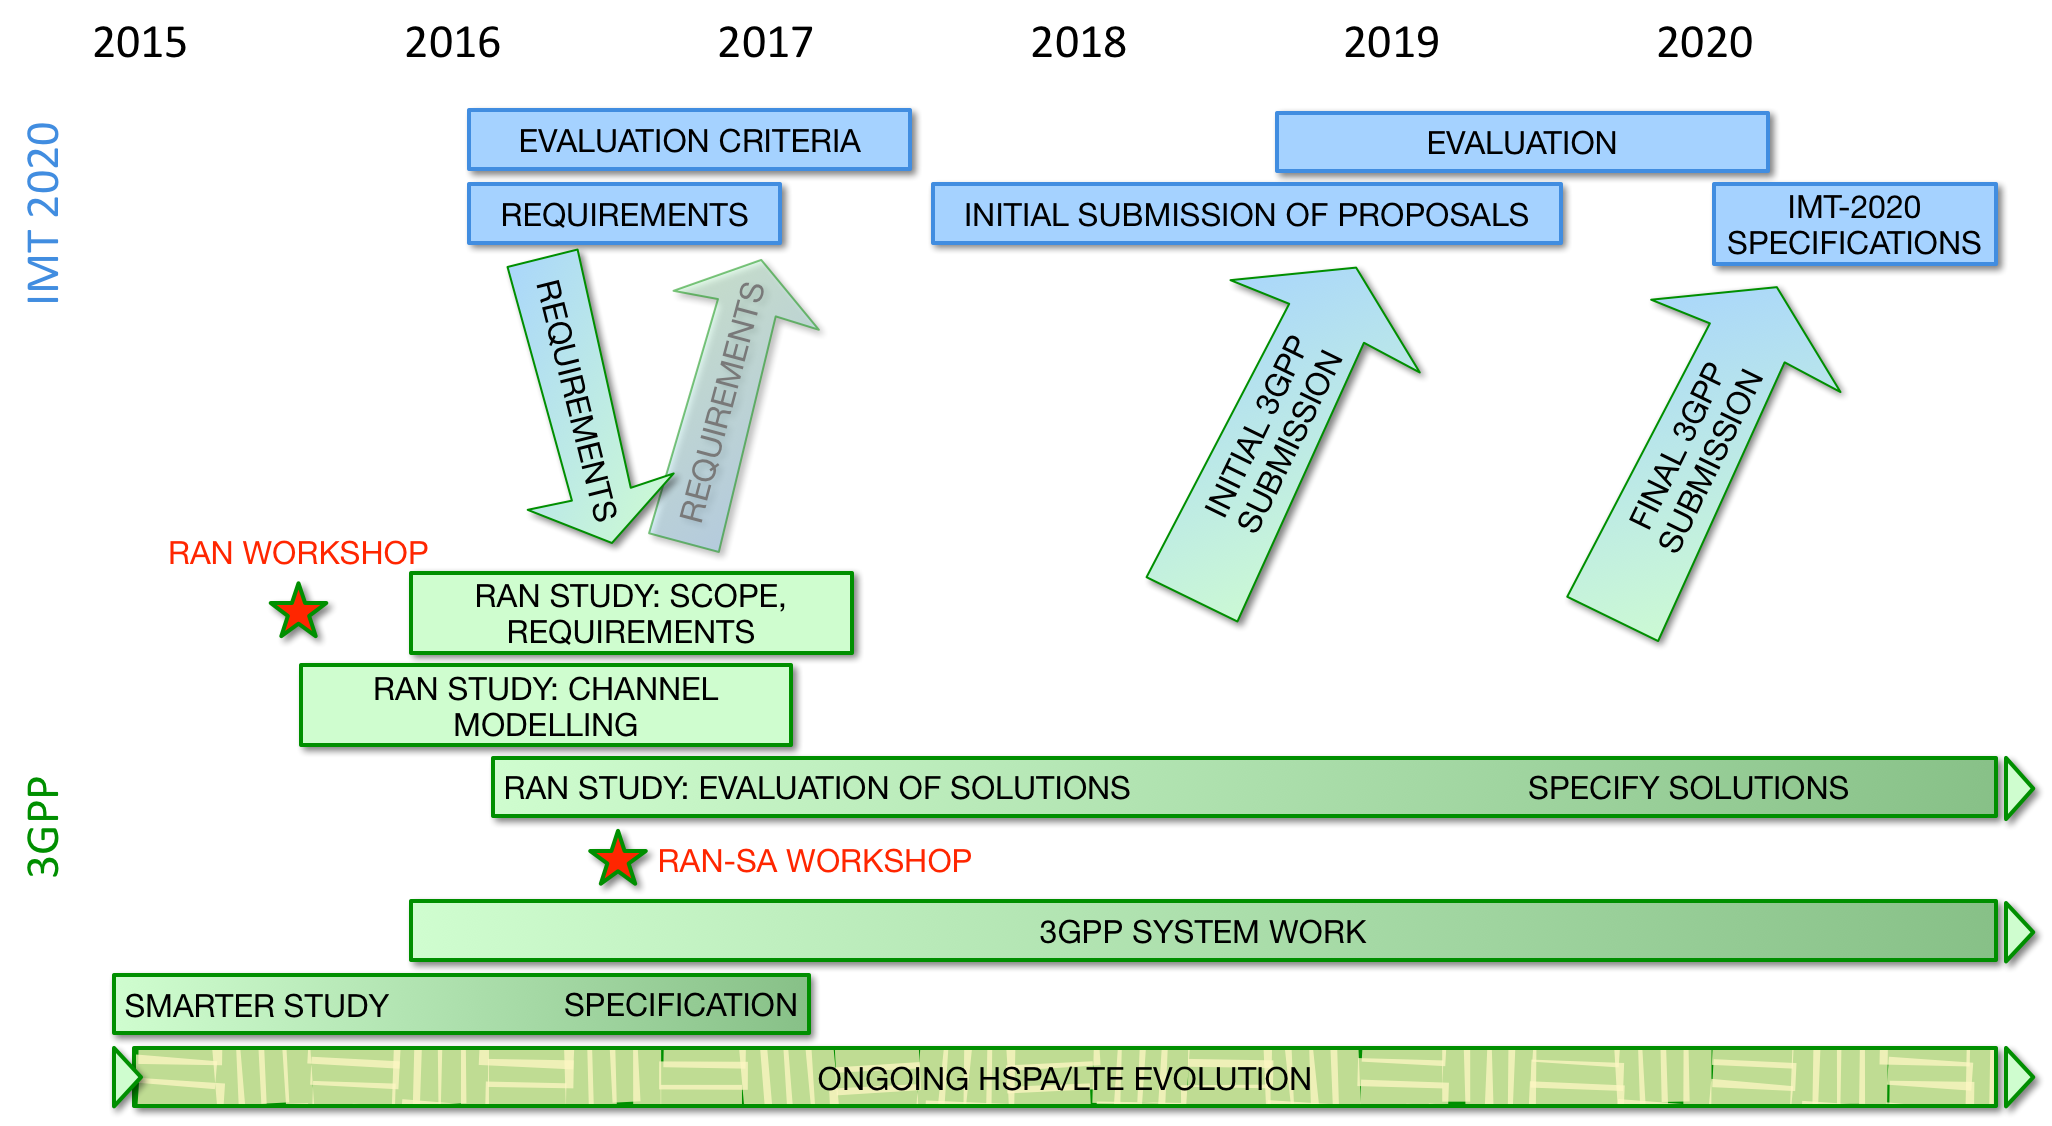 2015 2016 2017 2018 2019 2020
IMT 2020
EVALUATION CRITERIA
EVALUATION
REQUIREMENTS
INITIAL SUBMISSION OF PROPOSALS
IMT-2020
SPECIFICATIONS
REQUIREMENTS
REQUIREMENTS
INITIAL 3GPP
SUBMISSION
FINAL 3GPP
SUBMISSION
3GPP
RAN WORKSHOP
RAN STUDY: SCOPE,
REQUIREMENTS
RAN STUDY: CHANNEL
MODELLING
RAN STUDY: EVALUATION OF SOLUTIONS
SPECIFY SOLUTIONS
RAN-SA WORKSHOP
3GPP SYSTEM WORK
SMARTER STUDY
SPECIFICATION
ONGOING HSPA/LTE EVOLUTION